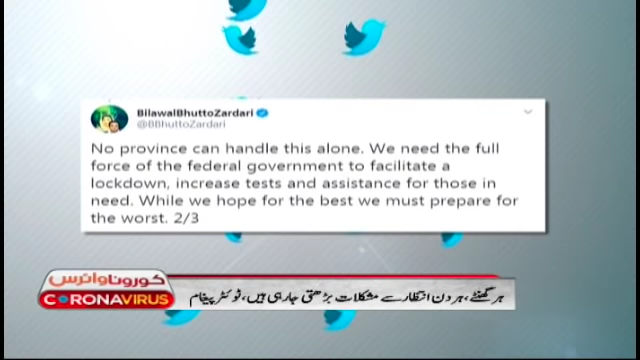 BilawalBhuttoZardari
@BBhuttoZardari
No province can handle this alone. We need the full
force of the federal government to facilitate a
lockdown, increase tests and assistance for those in
need. While we hope for the best we must prepare for
the worst. 2/3
کورونا وائرس
CORONAVIRUS
ہر گھنٹے، ہر دن انتظار سے مشکلات بڑھتی جارہی ہیں، ٹوئٹر پیغام